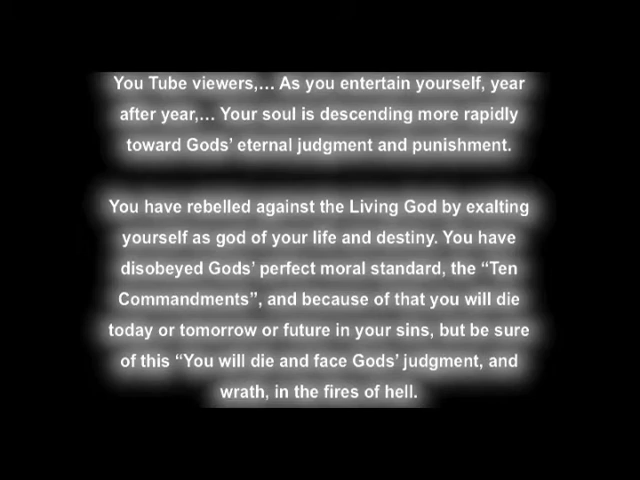 You Tube viewers,... As you entertain yourself, year
after year,... Your soul is descending more rapidly
toward Gods’ eternal judgment and punishment.
You have rebelled against the Living God by exalting
yourself as god of your life and destiny. You have
disobeyed Gods’ perfect moral standard, the “Ten
Commandments”, and because of that you will die
today or tomorrow or future in your sins, but be sure
of this “You will die and face Gods’ judgment, and
wrath, in the fires of hell.